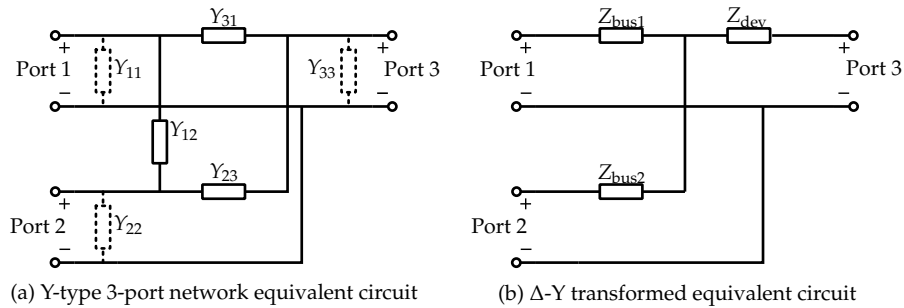 Y31
+
Port 1
−
Y11
Y33
+
Port 3
−
Y12
Y23
+
Port 2
−
Y22
(a) Y-type 3-port network equivalent circuit
Zbus1
Zdev
+
Port 1
−
+
Port 3
−
Zbus2
+
Port 2
−
(b) Δ-Y transformed equivalent circuit